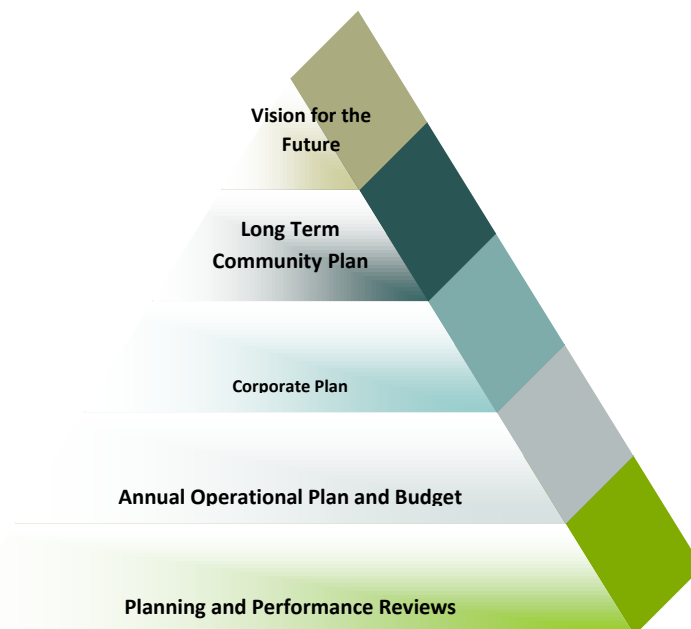 Vision for the
Future
Long Term
Community Plan
Corporate Plan
Annual Operational Plan and Budget
Planning and Performance Reviews